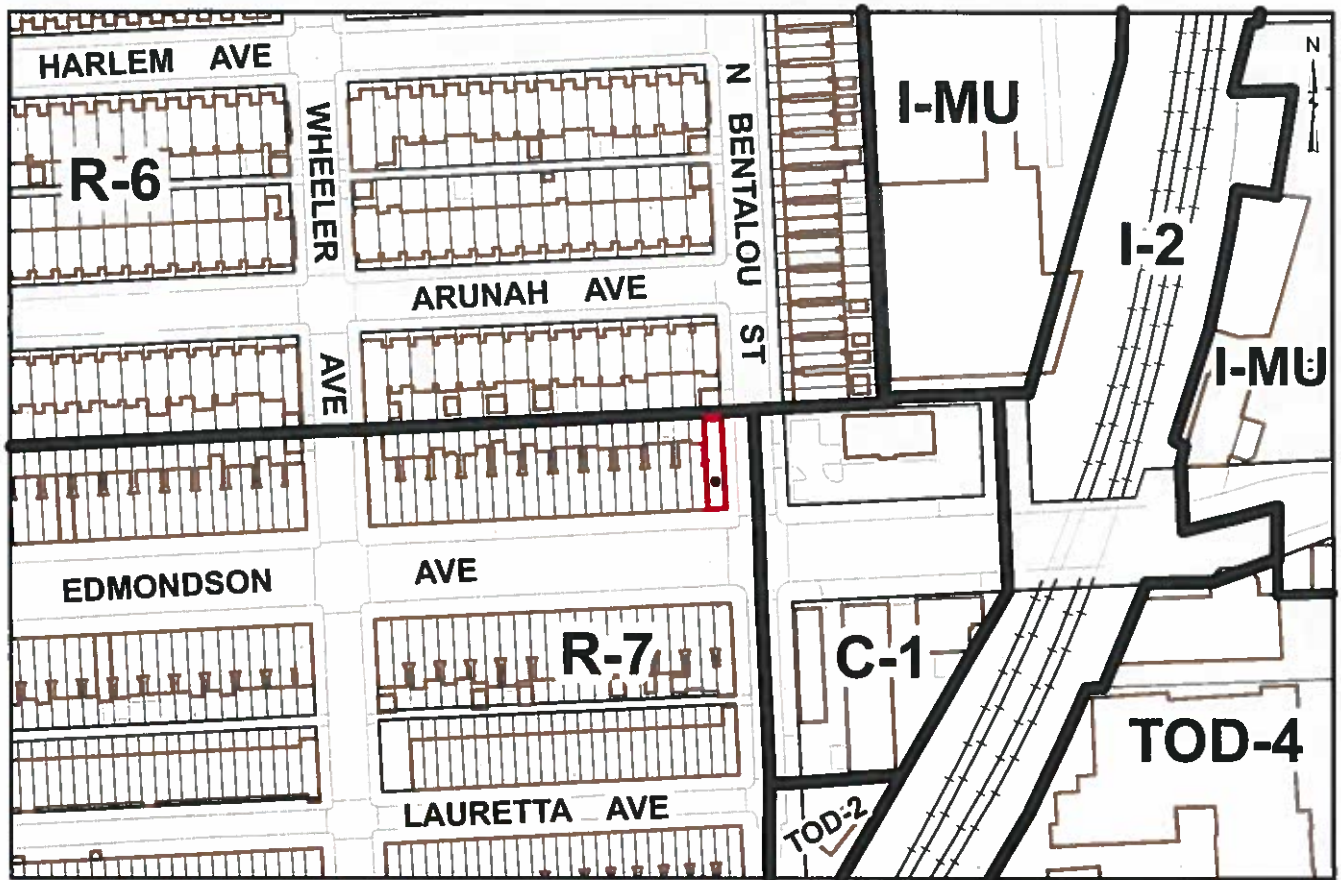 HARLEM AVE
N
I-MU
N BENTALOU ST
WHEELER AVE
R-6
I-2
ARUNAH AVE
I-MU
EDMONDSON AVE
R-7
C-1
TOD-4
LAURETTA AVE
TOD-2